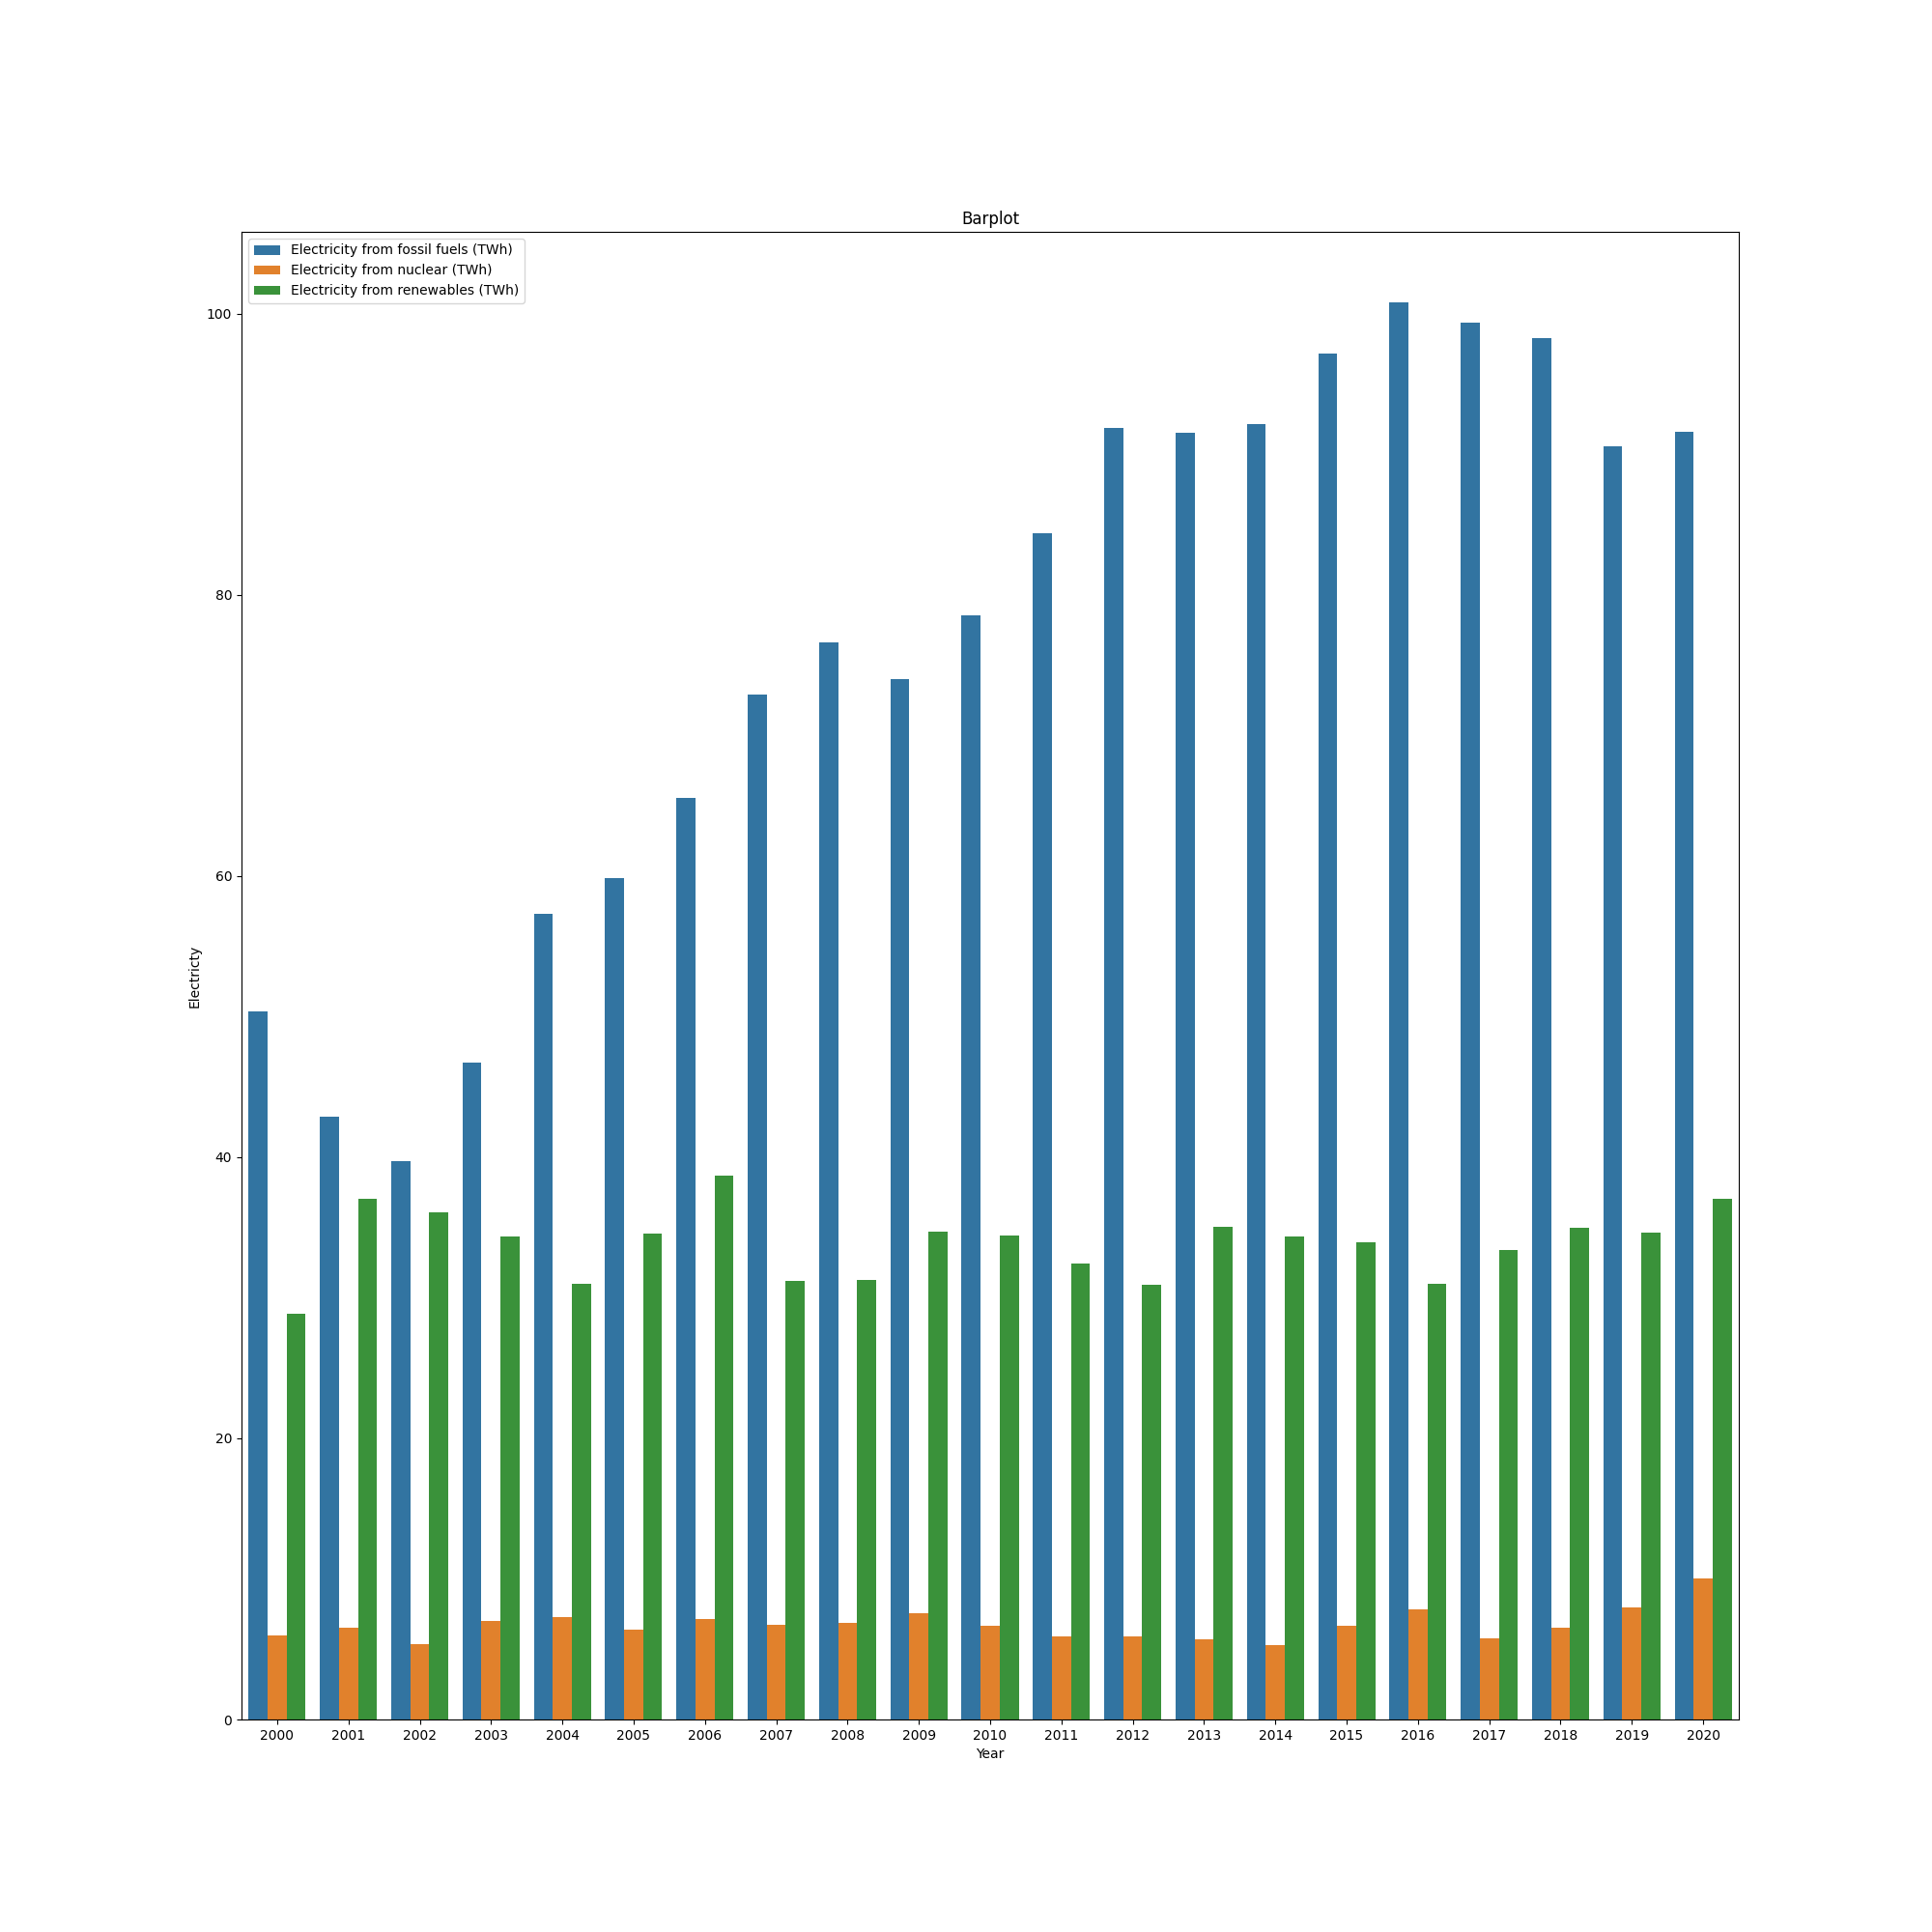 Barplot
Electricity from fossil fuels (TWh)
Electricity from nuclear (TWh)
Electricity from renewables (TWh)
100
80
60
40
20
0
Electricty
2000 2001 2002 2003 2004 2005 2006 2007 2008 2009 2010 2011 2012 2013 2014 2015 2016 2017 2018 2019 2020
Year